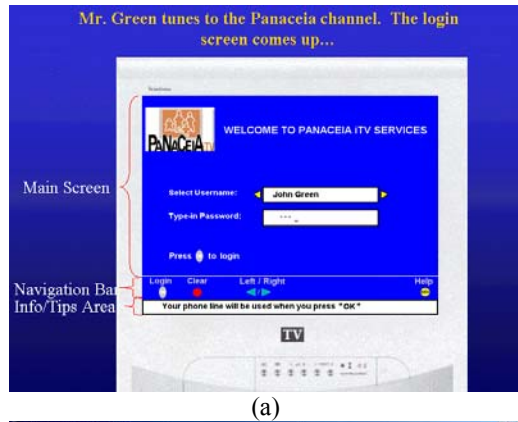 Mr. Green tunes to the Panaceia channel. The login
screen comes up...
PANACEIA iTV
WELCOME TO PANACEIA iTV SERVICES
Main Screen
Select Username: John Green
Type-in Password: ---_
Press to login
Navigation Bar
Login Clear Left / Right Help
Info/Tips Area
Your phone line will be used when you press "OK"
TV
(a)